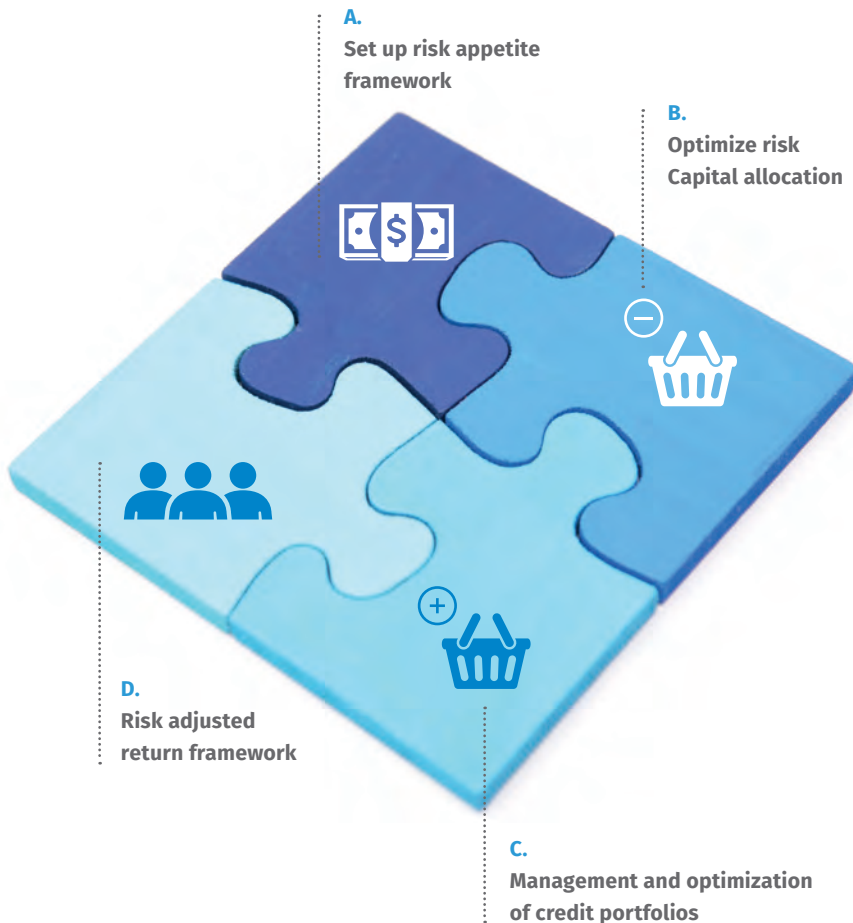 A.
Set up risk appetite
framework
B.
Optimize risk
Capital allocation
$
D.
Risk adjusted
return framework
C.
Management and optimization
of credit portfolios